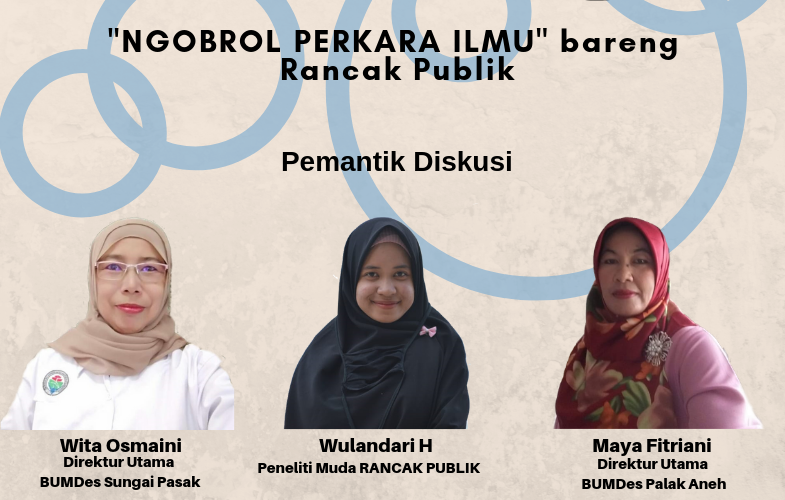 "NGOBROL PERKARA ILMU" bareng
Rancak Publik
Pemantik Diskusi
Wita Osmaini
Direktur Utama
BUMDes Sungai Pasak
Wulandari H
Peneliti Muda RANCAK PUBLIK
Maya Fitriani
Direktur Utama
BUMDes Palak Aneh